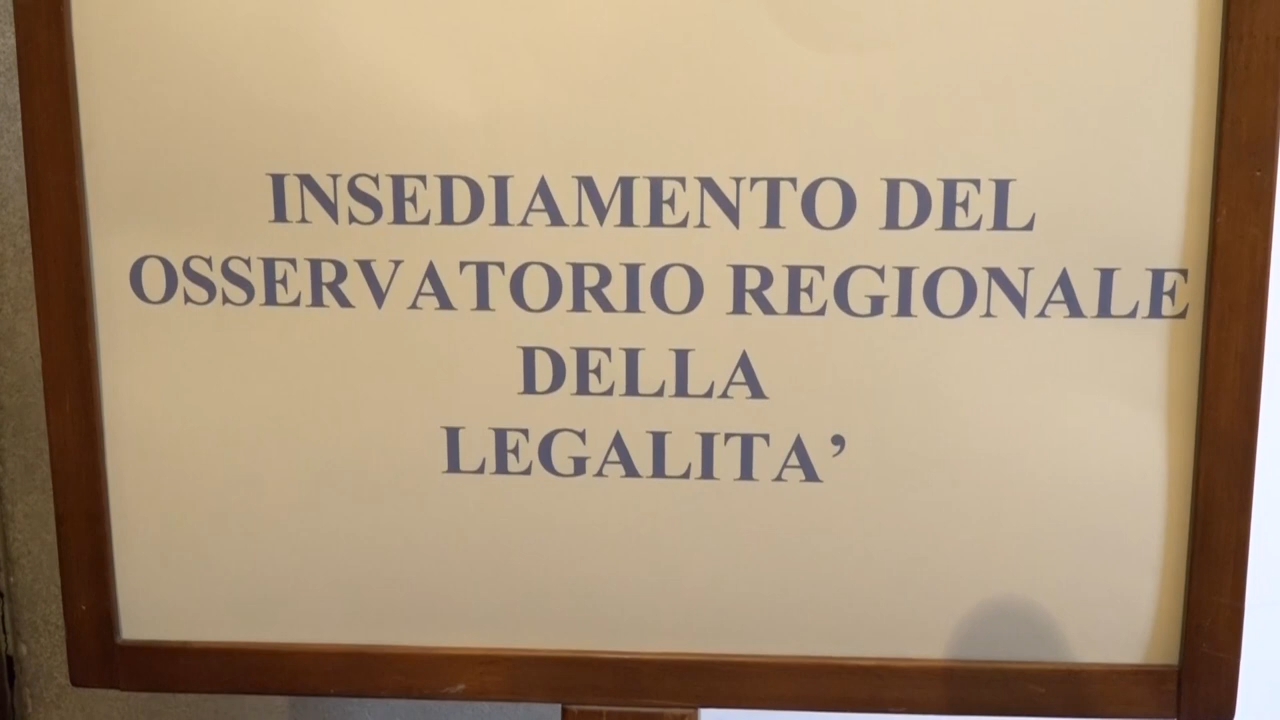 INSEDIAMENTO DEL
OSSERVATORIO REGIONALE
DELLA
LEGALITA’